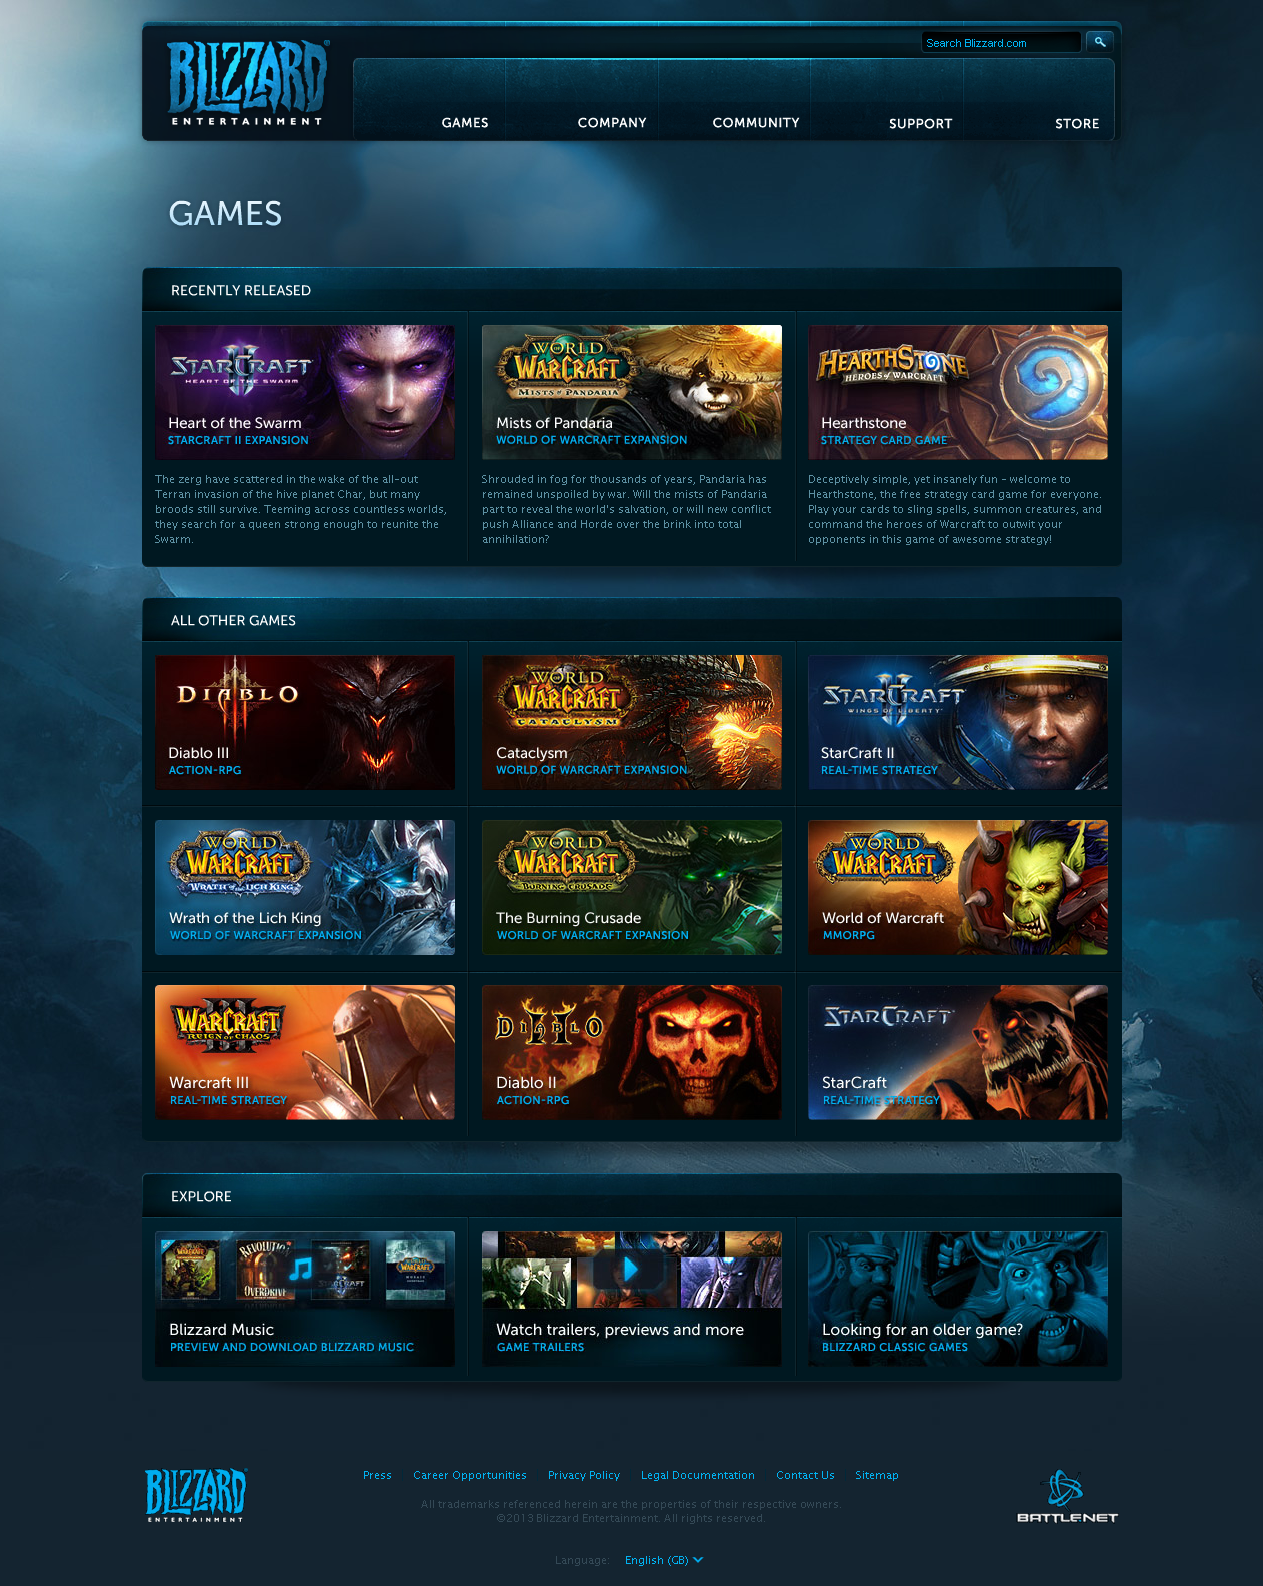 BLIZZARD
ENTERTAINMENT
Search Blizzard.com
GAMES
COMPANY
COMMUNITY
SUPPORT
STORE
GAMES
RECENTLY RELEASED
STARCRAFT
II
HEART OF THE SWARM
Heart of the Swarm
STARCRAFT II EXPANSION
The zerg have scattered in the wake of the all-out
Terran invasion of the hive planet Char, but many
broods still survive. Teeming across countless worlds,
they search for a queen strong enough to reunite the
Swarm.
WORLD
OF
WARCRAFT
MISTS OF PANDARIA
Mists of Pandaria
WORLD OF WARCRAFT EXPANSION
Shrouded in fog for thousands of years, Pandaria has
remained unspoiled by war. Will the mists of Pandaria
part to reveal the world's salvation, or will new conflict
push Alliance and Horde over the brink into total
annihilation?
HEARTHSTONE
HEROES OF WARCRAFT
Hearthstone
STRATEGY CARD GAME
Deceptively simple, yet insanely fun - welcome to
Hearthstone, the free strategy card game for everyone.
Play your cards to sling spells, summon creatures, and
command the heroes of Warcraft to outwit your
opponents in this game of awesome strategy!
ALL OTHER GAMES
DIABLO
III
Diablo III
ACTION-RPG
WORLD
OF
WARCRAFT
CATACLYSM
Cataclysm
WORLD OF WARCRAFT EXPANSION
STARCRAFT
II
WINGS OF LIBERTY
StarCraft II
REAL-TIME STRATEGY
WORLD
OF
WARCRAFT
WRATH of the LICH KING
Wrath of the Lich King
WORLD OF WARCRAFT EXPANSION
WORLD
OF
WARCRAFT
BURNING CRUSADE
The Burning Crusade
WORLD OF WARCRAFT EXPANSION
WORLD
OF
WARCRAFT
World of Warcraft
MMORPG
WARCRAFT
III
REIGN OF CHAOS
Warcraft III
REAL-TIME STRATEGY
DIABLO
II
Diablo II
ACTION-RPG
STARCRAFT
StarCraft
REAL-TIME STRATEGY
EXPLORE
WARCRAFT
REVOLUTION
OVERDRIVE
STARCRAFT
II
WARCRAFT
Blizzard Music
PREVIEW AND DOWNLOAD BLIZZARD MUSIC
Watch trailers, previews and more
GAME TRAILERS
Looking for an older game?
BLIZZARD CLASSIC GAMES
BLIZZARD
ENTERTAINMENT
Press
Career Opportunities
Privacy Policy
Legal Documentation
Contact Us
Sitemap
All trademarks referenced herein are the properties of their respective owners.
©2013 Blizzard Entertainment. All rights reserved.
BATTLE.NET
Language: English (GB)